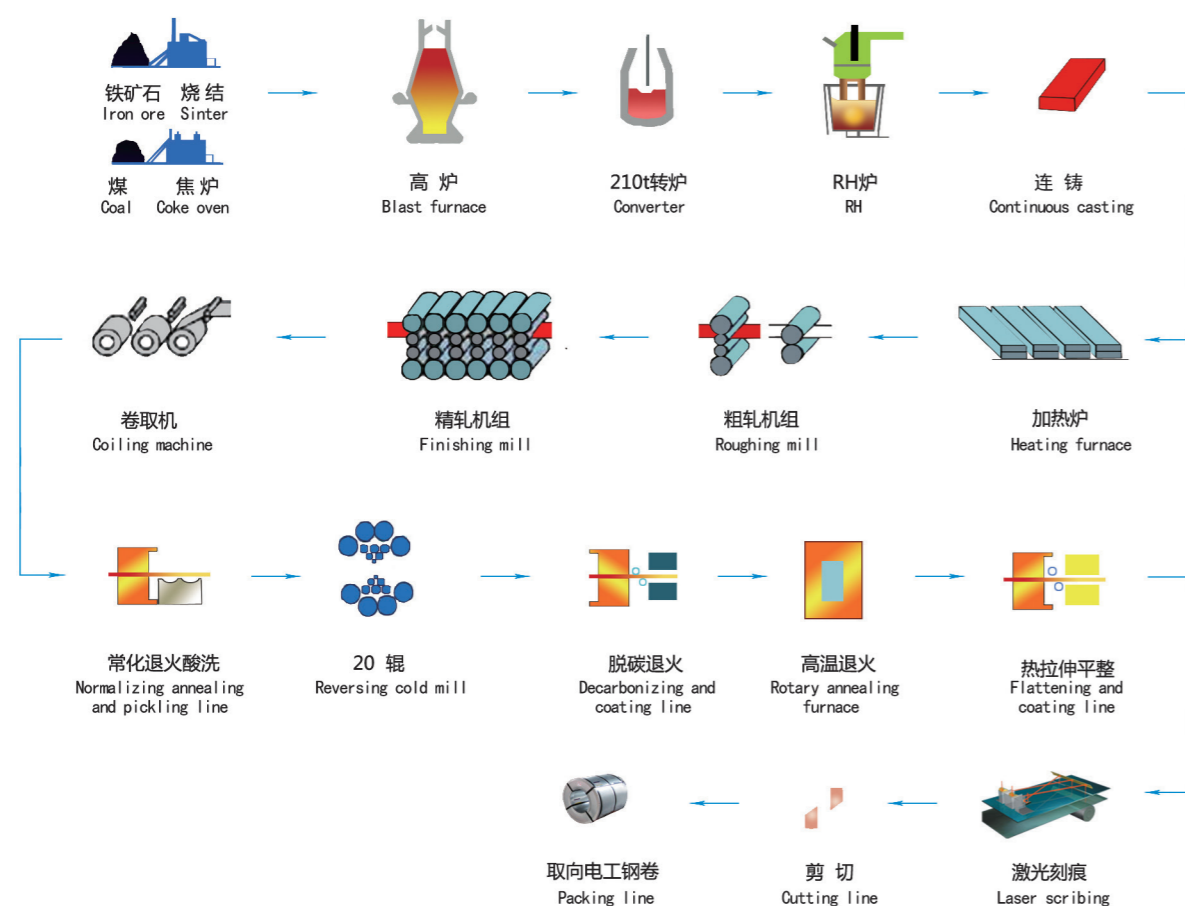 铁矿石 烧结
Iron ore Sinter
煤 焦炉
Coal Coke oven
高 炉
Blast furnace
210t转炉
Converter
RH炉
RH
连 铸
Continuous casting
卷取机
Coiling machine
精轧机组
Finishing mill
粗轧机组
Roughing mill
加热炉
Heating furnace
常化退火酸洗
Normalizing annealing
and pickling line
20 辊
Reversing cold mill
脱碳退火
Decarbonizing and
coating line
高温退火
Rotary annealing
furnace
热拉伸平整
Flattening and
coating line
取向电工钢卷
Packing line
剪 切
Cutting line
激光刻痕
Laser scribing